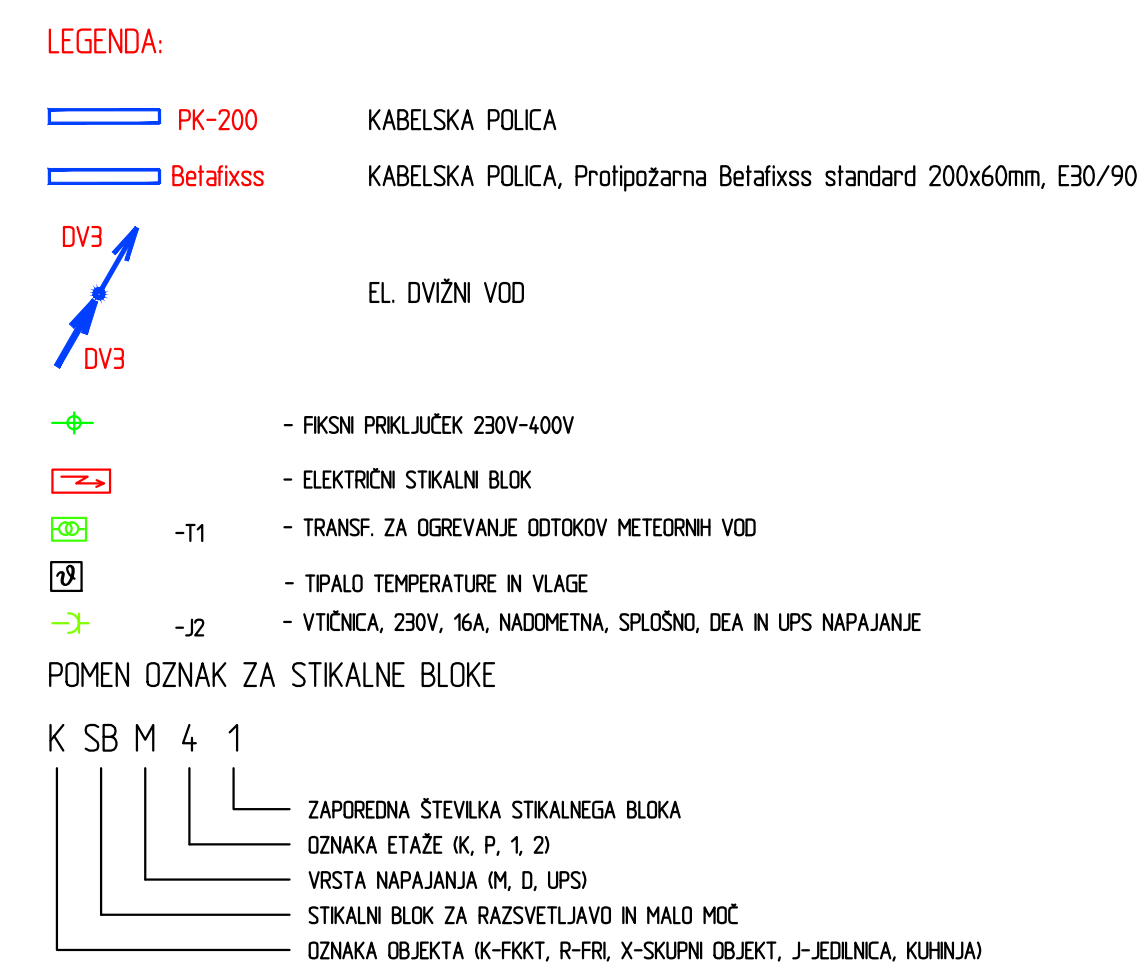 LEGENDA:
PK-200 KABELSKA POLICA
Betafixss KABELSKA POLICA, Protipožarna Betafixss standard 200x60mm, E30/90
DV3
EL. DVIŽNI VOD
DV3
- FIKSNI PRIKLJUČEK 230V-400V
- ELEKTRIČNI STIKALNI BLOK
-T1 - TRANSF. ZA OGREVANJE ODTOKOV METEORNIH VOD
ϑ - TIPALO TEMPERATURE IN VLAGE
-J2 - VTIČNICA, 230V, 16A, NADOMETNA, SPLOŠNO, DEA IN UPS NAPAJANJE
POMEN OZNAK ZA STIKALNE BLOKE
K SB M 4 1
ZAPOREDNA ŠTEVILKA STIKALNEGA BLOKA
OZNAKA ETAŽE (K, P, 1, 2)
VRSTA NAPAJANJA (M, D, UPS)
STIKALNI BLOK ZA RAZSVETLJAVO IN MALO MOČ
OZNAKA OBJEKTA (K-FKKT, R-FRI, X-SKUPNI OBJEKT, J-JEDILNICA, KUHINJA)